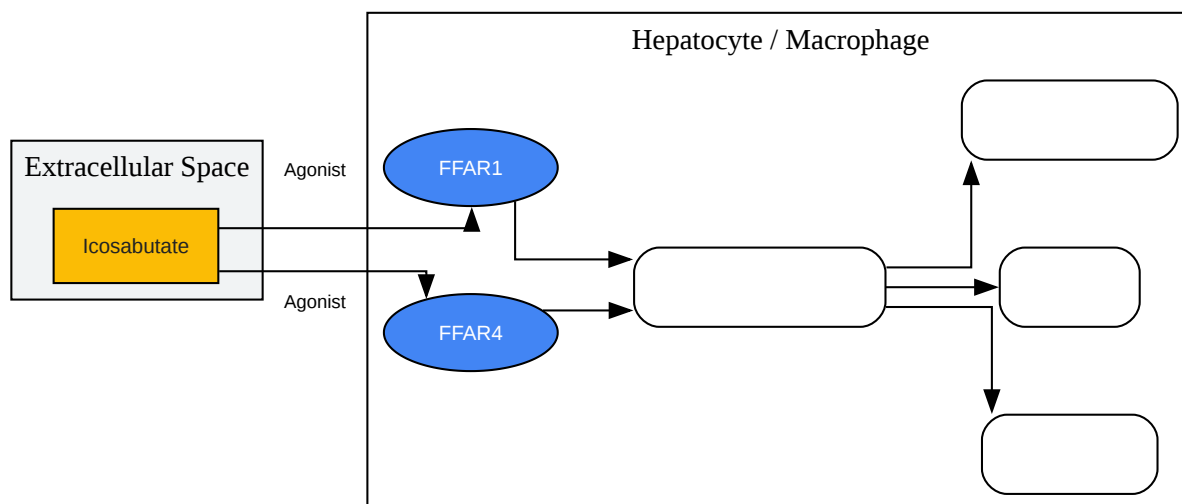 Hepatocyte / Macrophage
Extracellular Space
Icosabutate
Agonist
Agonist
FFAR1
FFAR4